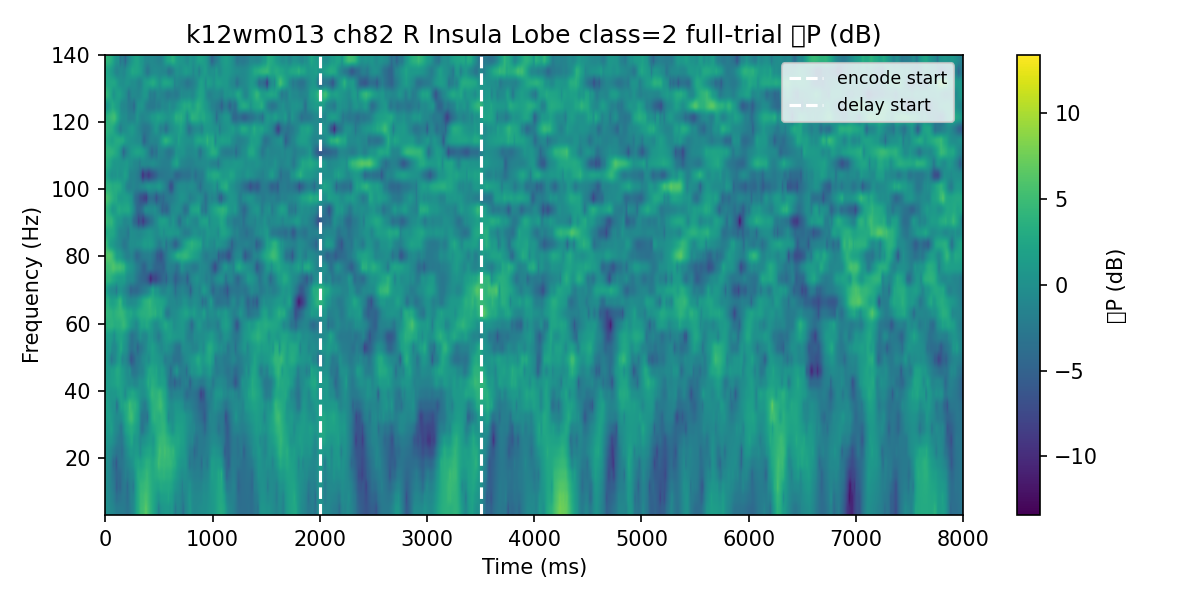 k12wm013 ch82 R Insula Lobe class=2 full-trial ▯P (dB)
encode start
delay start
Frequency (Hz)
140
120
100
80
60
40
20
0 1000 2000 3000 4000 5000 6000 7000 8000
Time (ms)
10
5
0
−5
−10
▯P (dB)